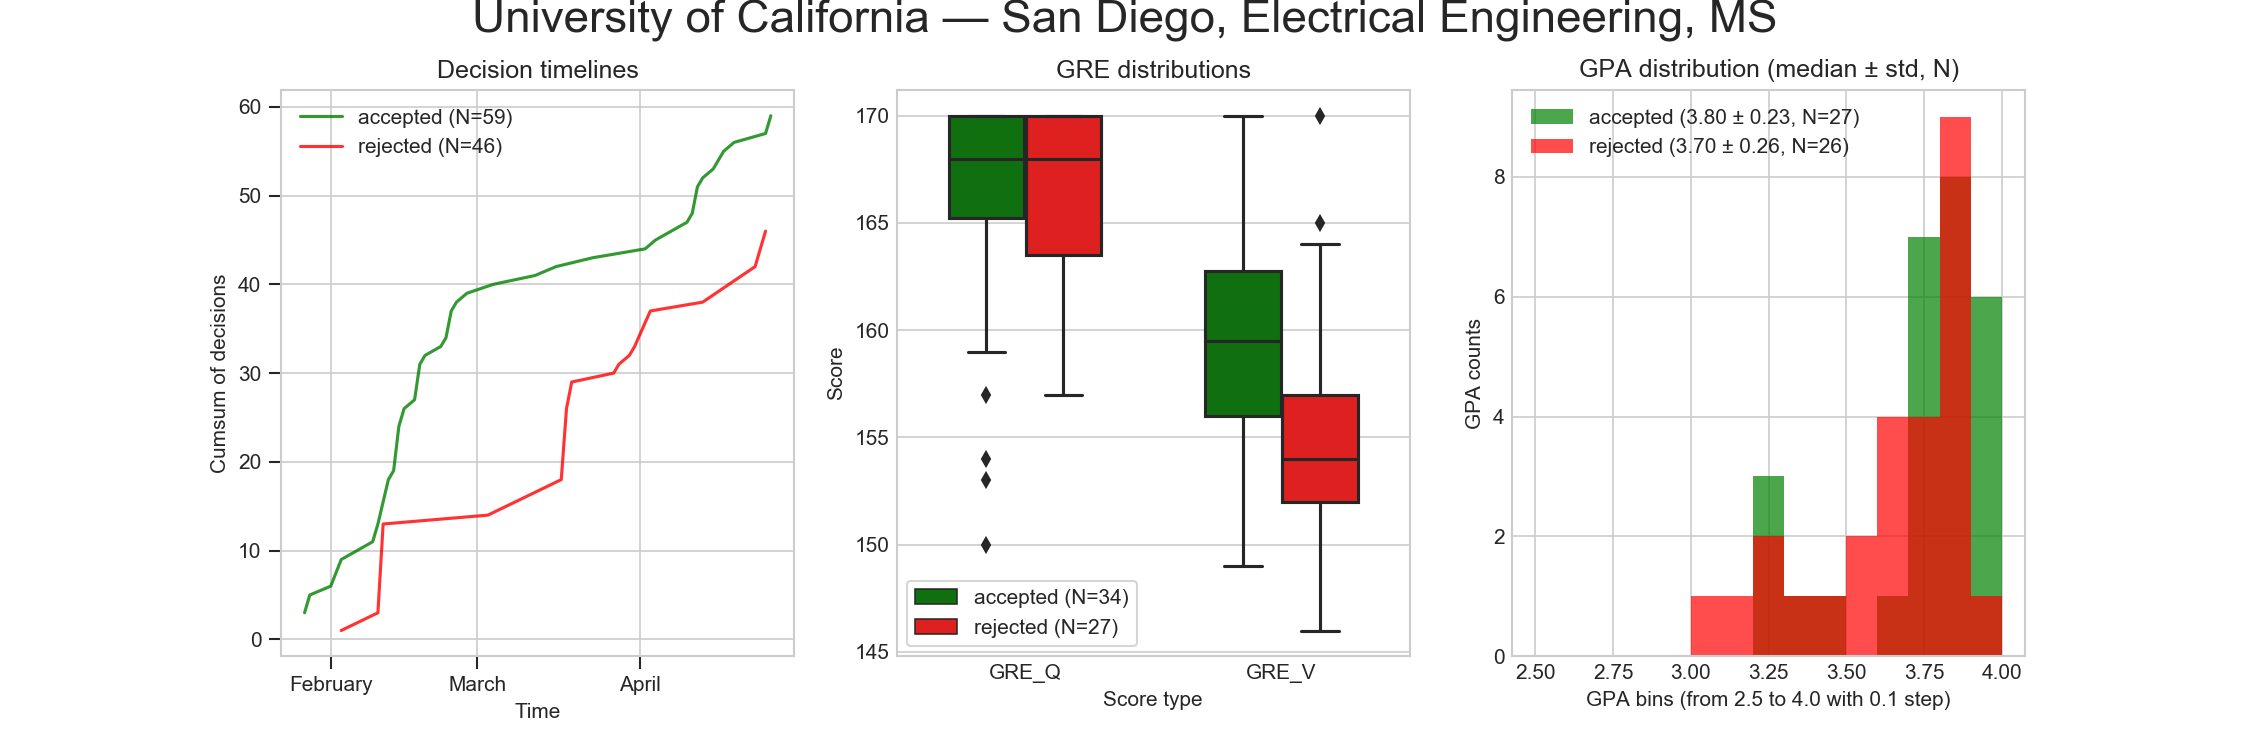 University of California — San Diego, Electrical Engineering, MS
Decision timelines
accepted (N=59)
rejected (N=46)
60
50
40
30
20
10
0
Cumsum of decisions
February March April
Time
GRE distributions
170
165
160
155
150
145
Score
accepted (N=34)
rejected (N=27)
GRE_Q GRE_V
Score type
GPA distribution (median ± std, N)
accepted (3.80 ± 0.23, N=27)
rejected (3.70 ± 0.26, N=26)
8
6
4
2
0
GPA counts
2.50 2.75 3.00 3.25 3.50 3.75 4.00
GPA bins (from 2.5 to 4.0 with 0.1 step)